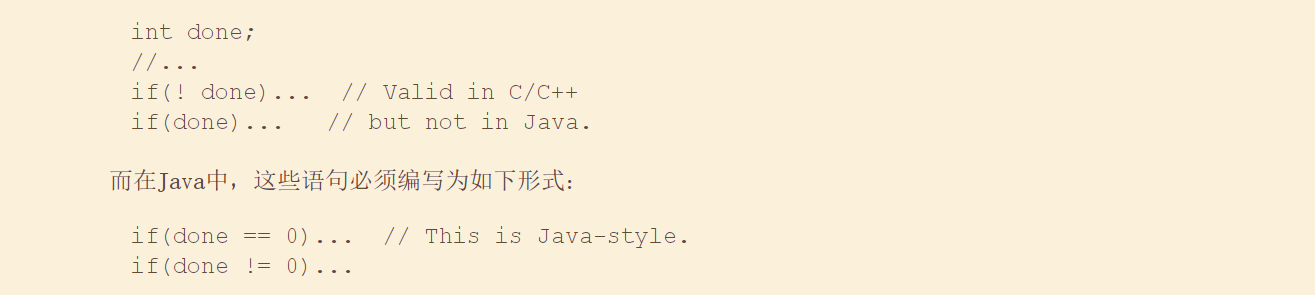 int done;
//...
if(! done)...  // Valid in C/C++
if(done)...   // but not in Java.
而在Java中，这些语句必须编写为如下形式：
if(done == 0)...  // This is Java-style.
if(done != 0)...